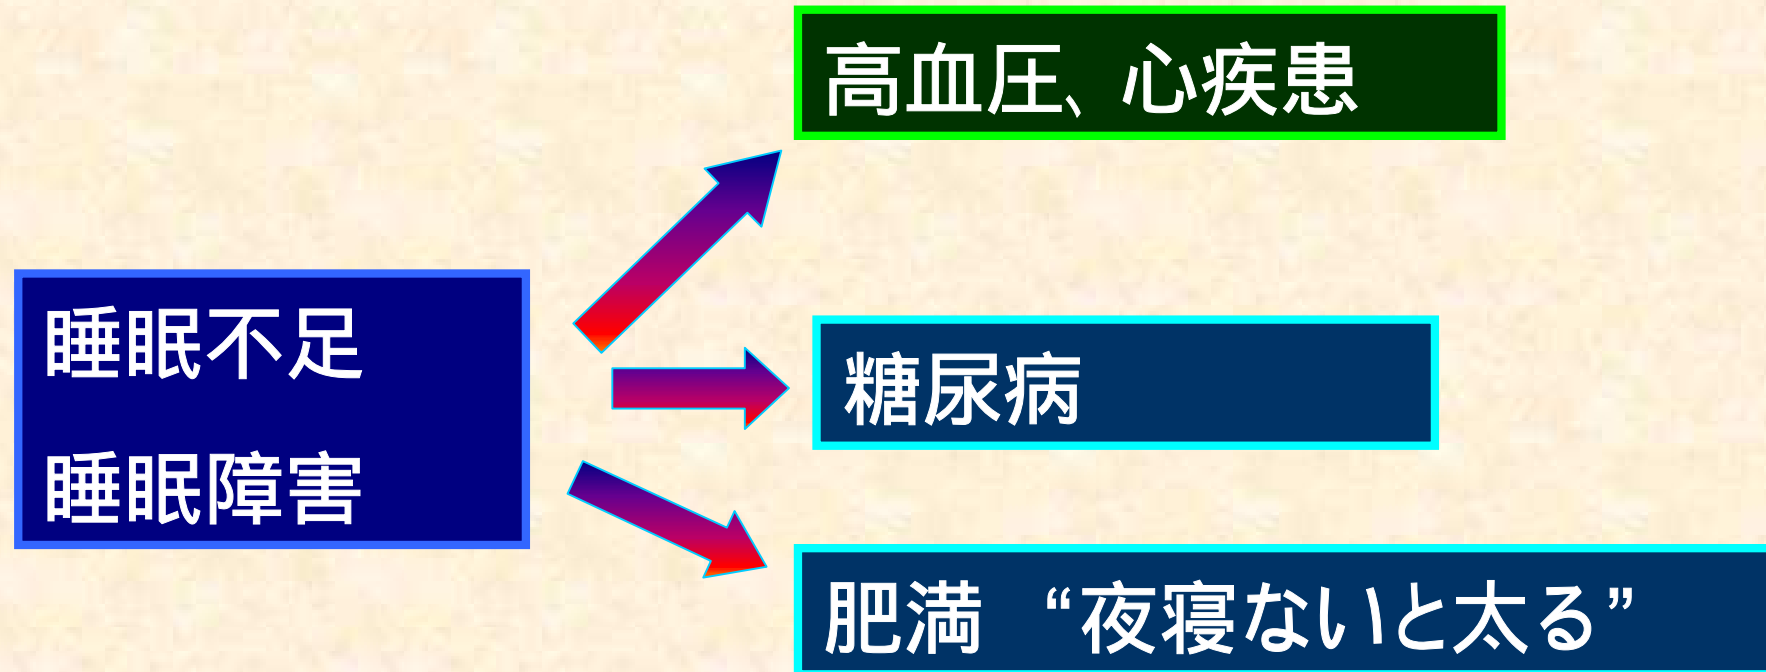 高血圧、心疾患
睡眠不足
睡眠障害
糖尿病
肥満 “夜寝ないと太る”